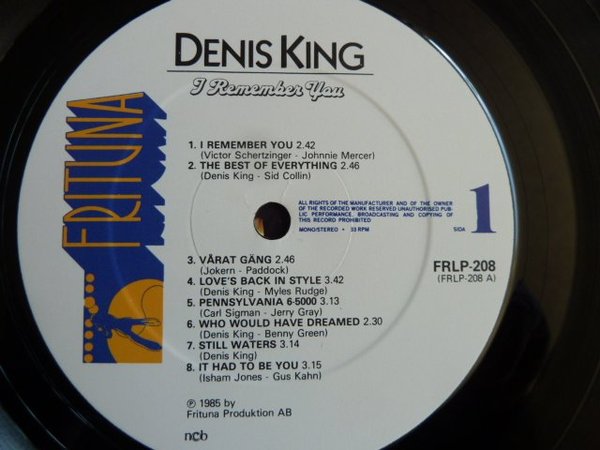 DENIS KING
I Remember You
FRITUNA
1. I REMEMBER YOU 2.42
(Victor Schertzinger - Johnnie Mercer)
2. THE BEST OF EVERYTHING 2.46
(Denis King - Sid Collin)
ALL RIGHTS OF THE MANUFACTURER AND OF THE OWNER
OF THE RECORDED WORK RESERVED UNAUTHORISED PUB-
LIC PERFORMANCE, BROADCASTING AND COPYING OF
THIS RECORD PROHIBITED
MONO/STEREO • 33 RPM
SIDA 1
3. VÅRAT GÄNG 2.46
(Jokern - Paddock)
4. LOVE'S BACK IN STYLE 3.42
(Denis King - Myles Rudge)
5. PENNSYLVANIA 6-5000 3.13
(Carl Sigman - Jerry Gray)
6. WHO WOULD HAVE DREAMED 2.30
(Denis King - Benny Green)
7. STILL WATERS 3.14
(Denis King)
8. IT HAD TO BE YOU 3.15
(Isham Jones - Gus Kahn)
FRLP-208
(FRLP-208 A)
℗ 1985 by
Frituna Produktion AB
ncb